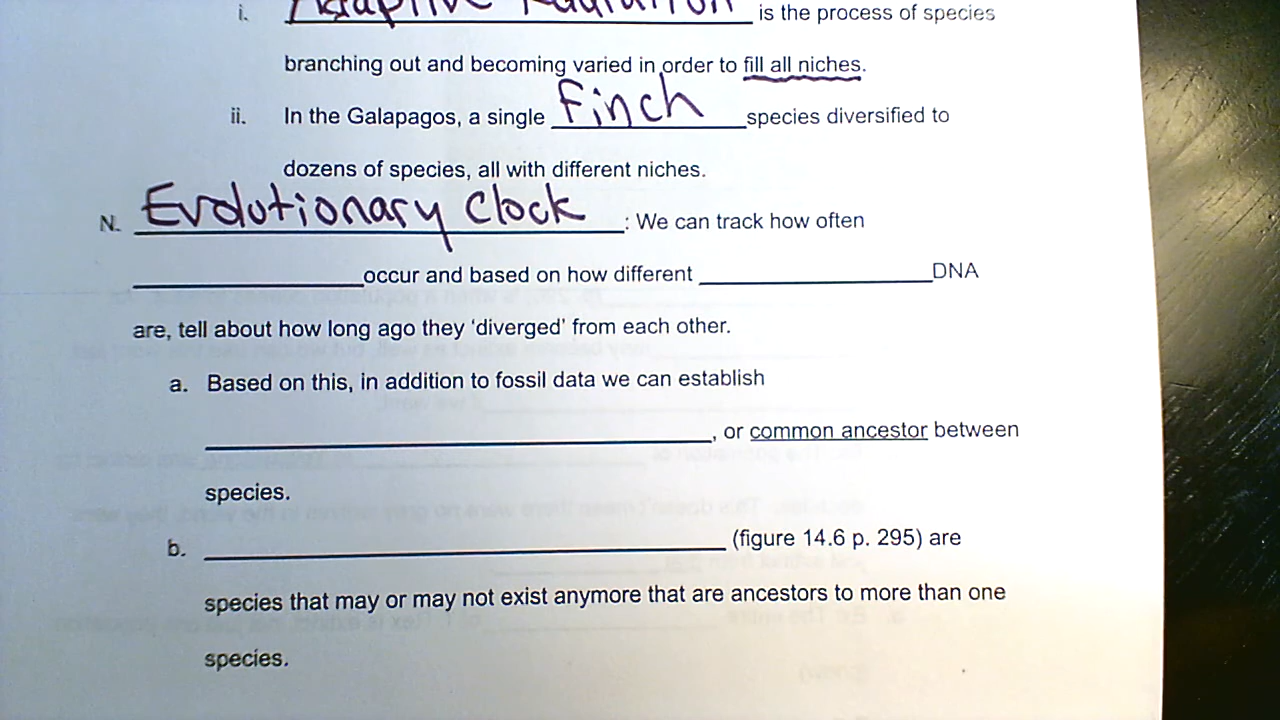 i. Adaptive Radiation is the process of species
branching out and becoming varied in order to fill all niches.
ii. In the Galapagos, a single Finch species diversified to
dozens of species, all with different niches.
N. Evolutionary Clock : We can track how often
occur and based on how different DNA
are, tell about how long ago they 'diverged' from each other.
a. Based on this, in addition to fossil data we can establish
, or common ancestor between
species.
b. (figure 14.6 p. 295) are
species that may or may not exist anymore that are ancestors to more than one
species.